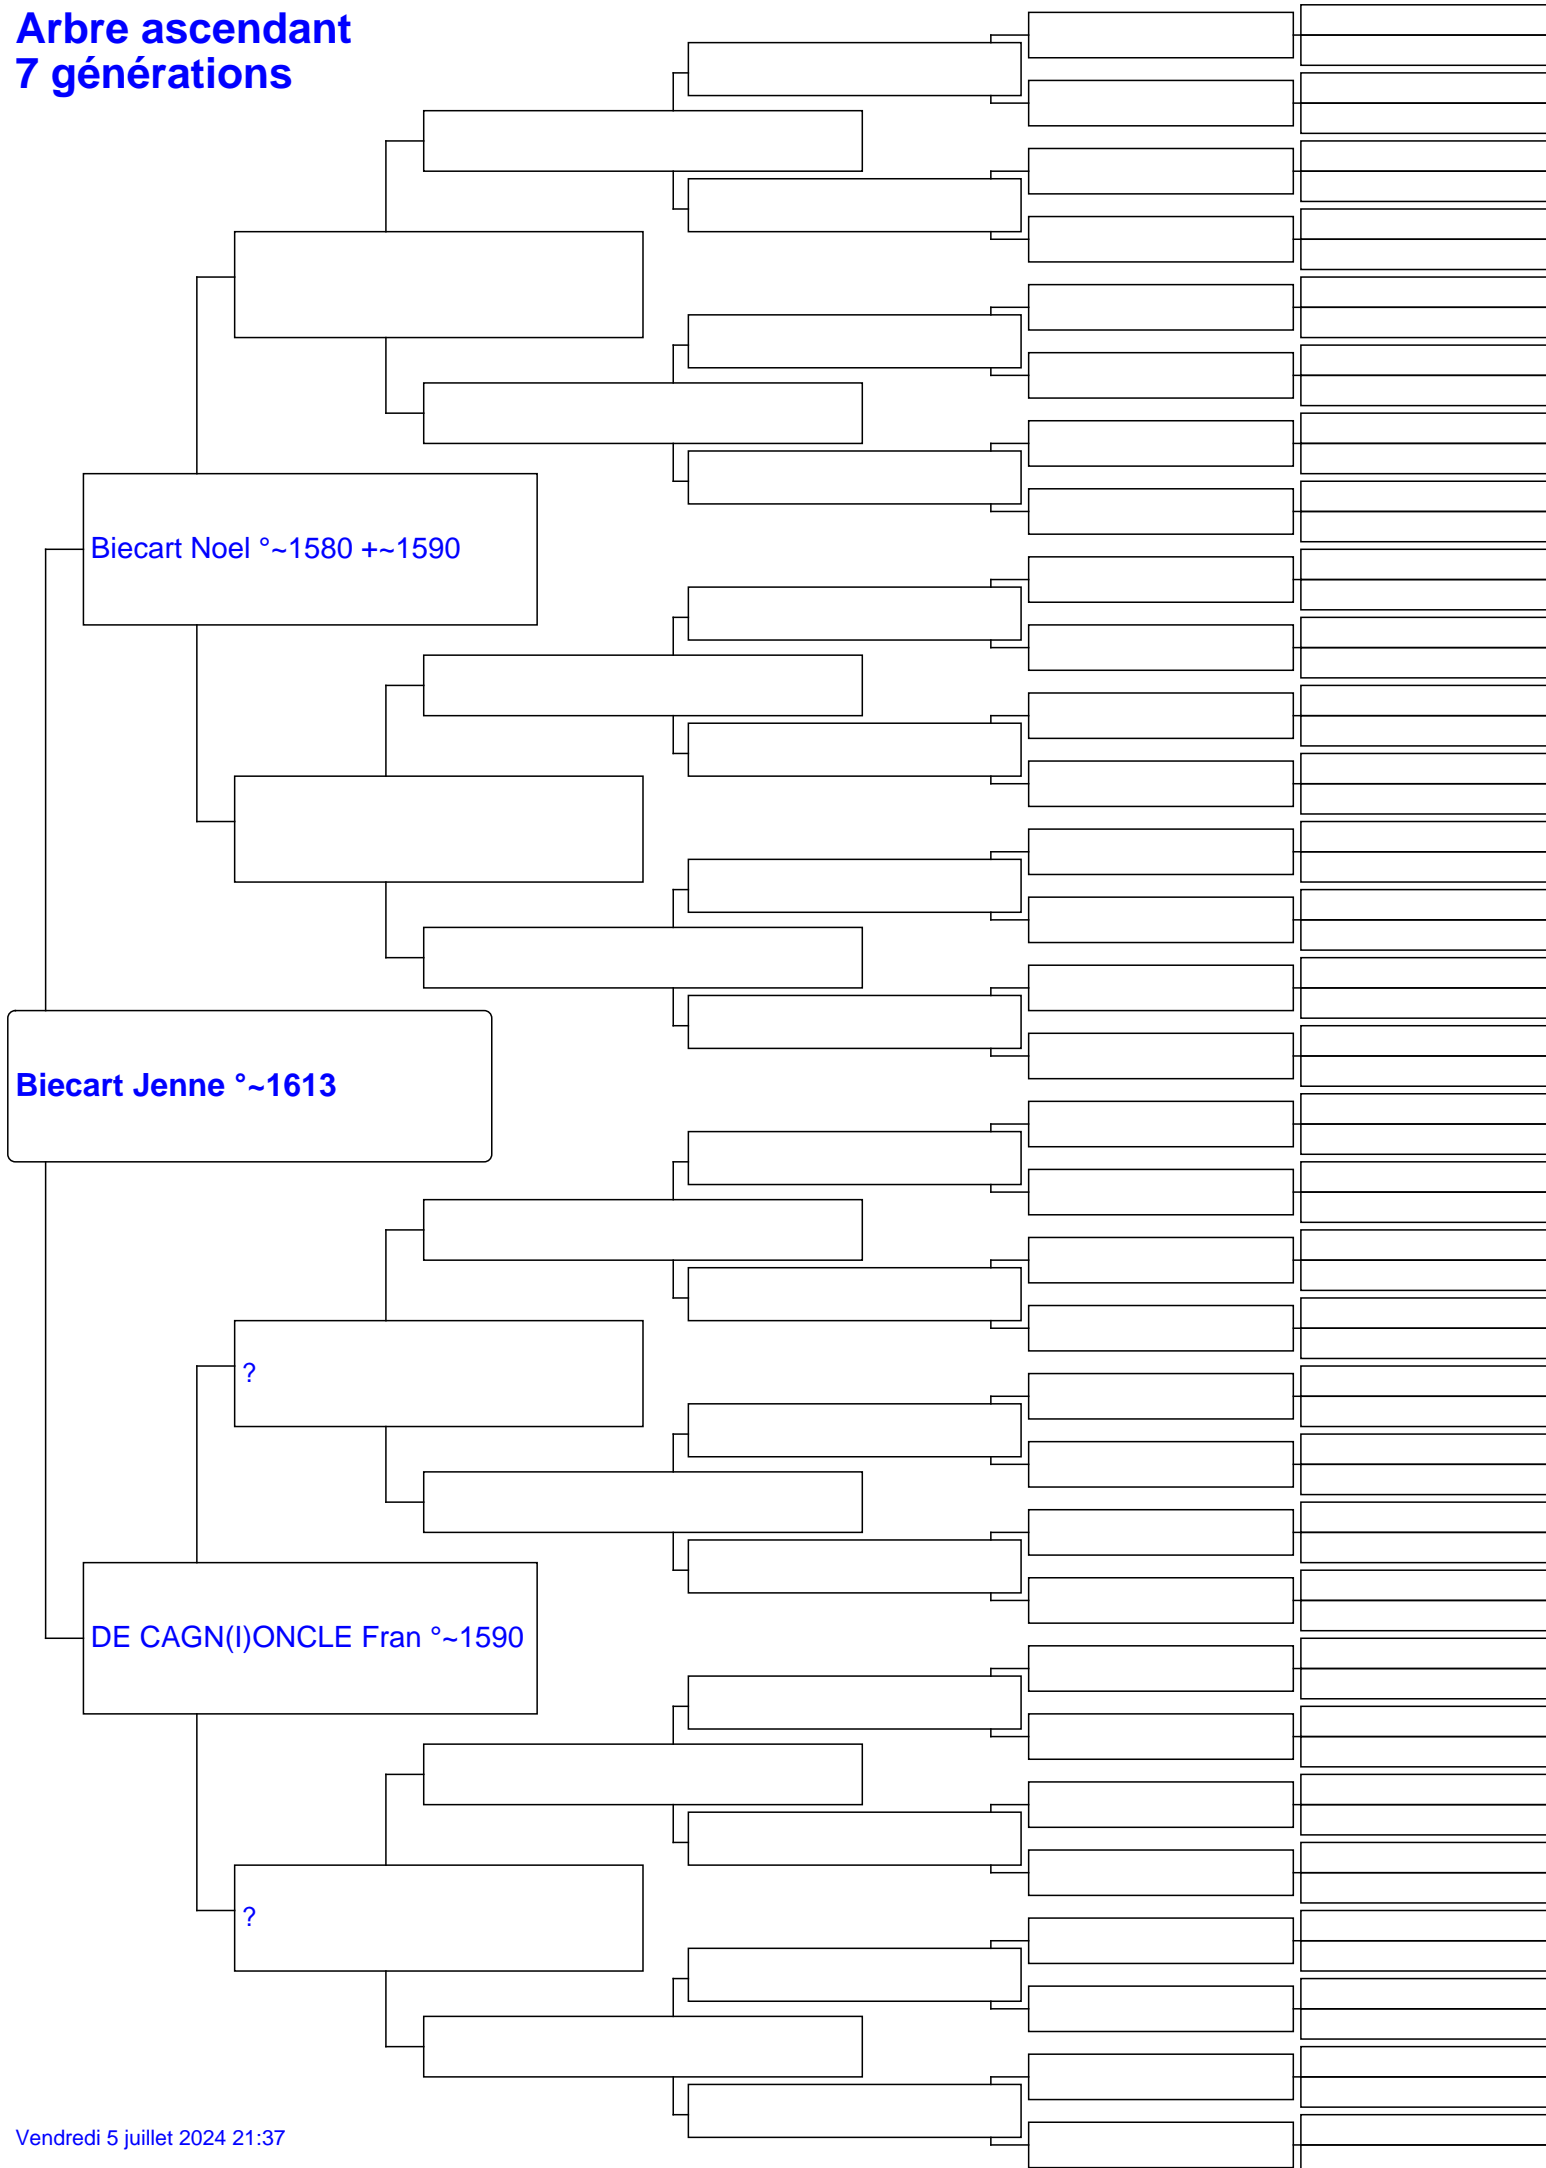 Arbre ascendant
7 générations
Biecart Noel °~1580 +~1590
Biecart Jenne °~1613
?
DE CAGN(I)ONCLE Fran °~1590
?
Vendredi 5 juillet 2024 21:37